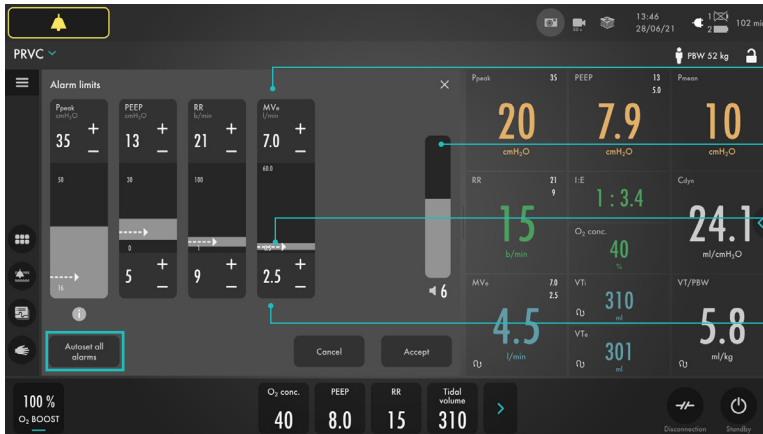 13:46
28/06/21
1
2
102 min
PRVC
PBW 52 kg
Alarm limits
Ppeak
cmH₂O
35
50
16
PEEP
cmH₂O
13
30
0
5
RR
b/min
21
100
1
9
MVe
l/min
7.0
60.0
2.5
6
Autoset all
alarms
Cancel
Accept
Ppeak 35
20
cmH₂O
PEEP 13
5.0
7.9
cmH₂O
Pmean
10
cmH₂O
RR 21
9
15
b/min
I:E
1 : 3.4
O₂ conc.
40
%
Cdyn
24.1
ml/cmH₂O
MVe 7.0
2.5
4.5
l/min
VTi
310
ml
VTe
301
ml
VT/PBW
5.8
ml/kg
100 %
O₂ BOOST
O₂ conc.
40
PEEP
8.0
RR
15
Tidal
volume
310
Disconnection
Standby